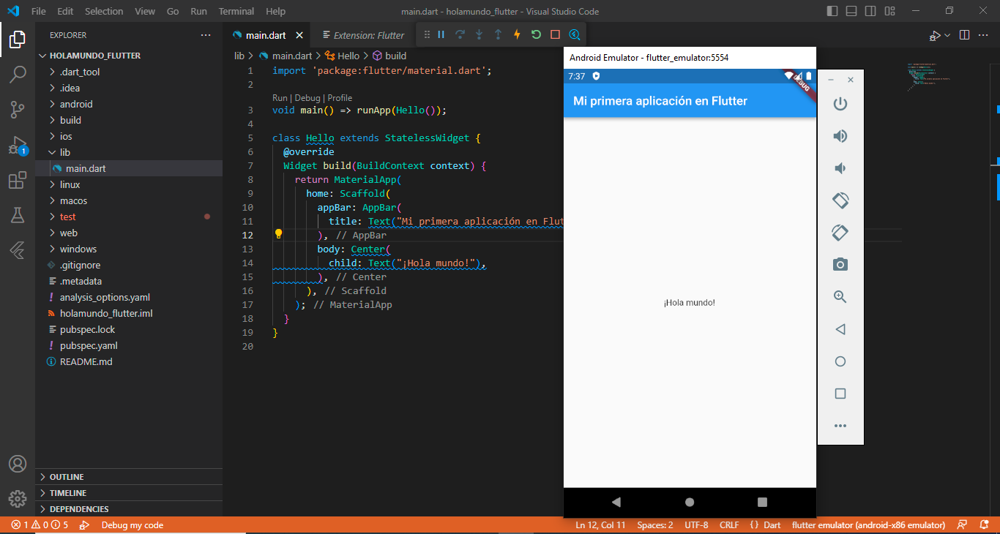 File Edit Selection View Go Run Terminal Help
main.dart - holamundo_flutter - Visual Studio Code
EXPLORER
HOLAMUNDO_FLUTTER
.dart_tool
.idea
android
build
ios
lib
main.dart
linux
macos
test
web
windows
.gitignore
.metadata
analysis_options.yaml
holamundo_flutter.iml
pubspec.lock
pubspec.yaml
README.md
OUTLINE
TIMELINE
DEPENDENCIES
1
main.dart
Extension: Flutter
lib > main.dart > Hello > build
1 import 'package:flutter/material.dart';
2
Run | Debug | Profile
3 void main() => runApp(Hello());
4
5 class Hello extends StatelessWidget {
6 @override
7 Widget build(BuildContext context) {
8 return MaterialApp(
9 home: Scaffold(
10 appBar: AppBar(
11 title: Text("Mi primera aplicación en Flut
12 ), // AppBar
13 body: Center(
14 child: Text("¡Hola mundo!"),
15 ), // Center
16 ), // Scaffold
17 ); // MaterialApp
18 }
19 }
20
Android Emulator - flutter_emulator:5554
7:37
DEBUG
Mi primera aplicación en Flutter
¡Hola mundo!
1 0 5 Debug my code
Ln 12, Col 11 Spaces: 2 UTF-8 CRLF {} Dart flutter emulator (android-x86 emulator)